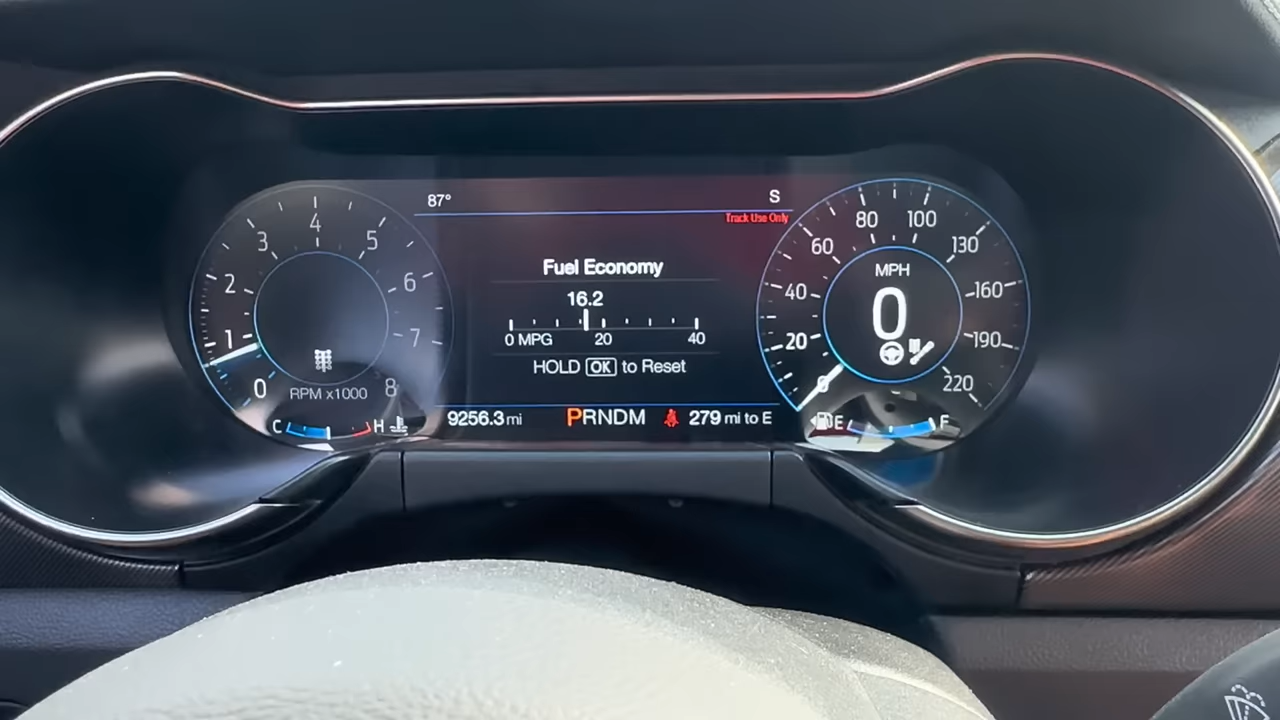 87°
S
Track Use Only
Fuel Economy
16.2
0 MPG 20 40
HOLD OK to Reset
9256.3 mi PRNDM 279 mi to E
0 1 2 3 4 5 6 7 8
RPM x1000
C H
0 20 40 60 80 100 130 160 190 220
MPH
0
E F